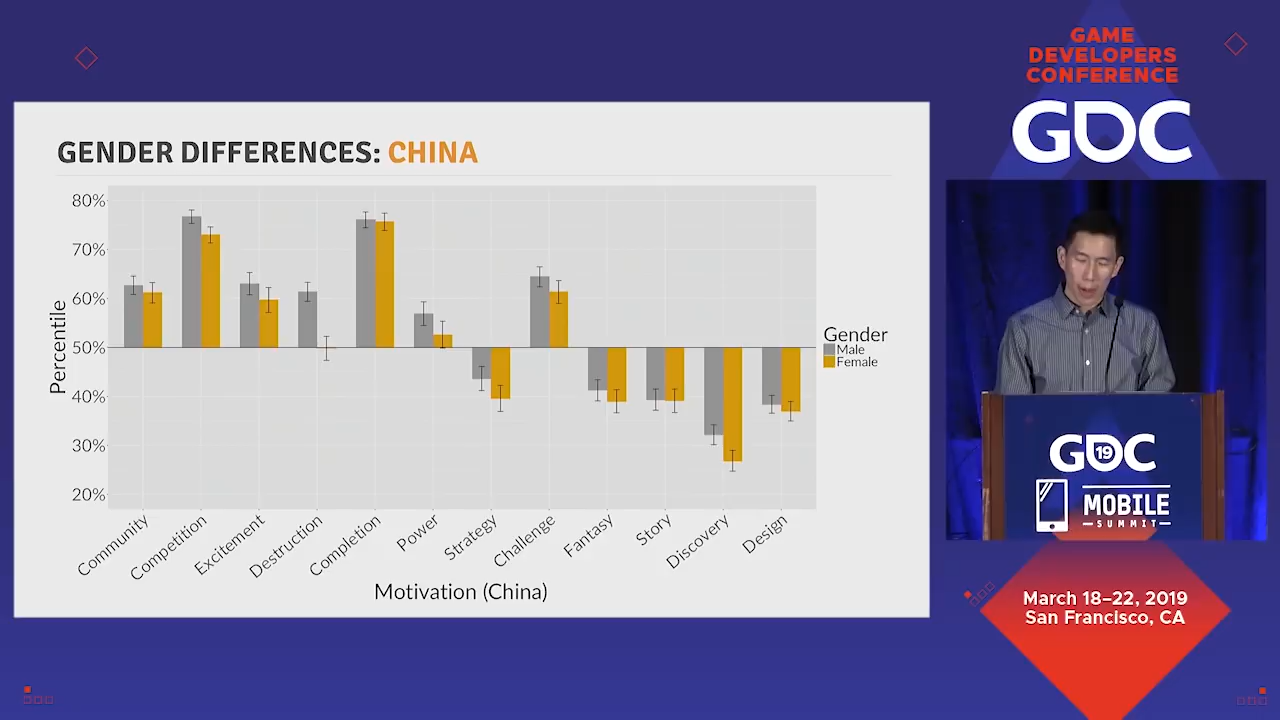 GAME
DEVELOPERS
CONFERENCE
GDC
GENDER DIFFERENCES: CHINA
80%
70%
60%
50%
40%
30%
20%
Percentile
Community
Competition
Excitement
Destruction
Completion
Power
Strategy
Challenge
Fantasy
Story
Discovery
Design
Motivation (China)
Gender
Male
Female
GDC
19
MOBILE
SUMMIT
March 18–22, 2019
San Francisco, CA